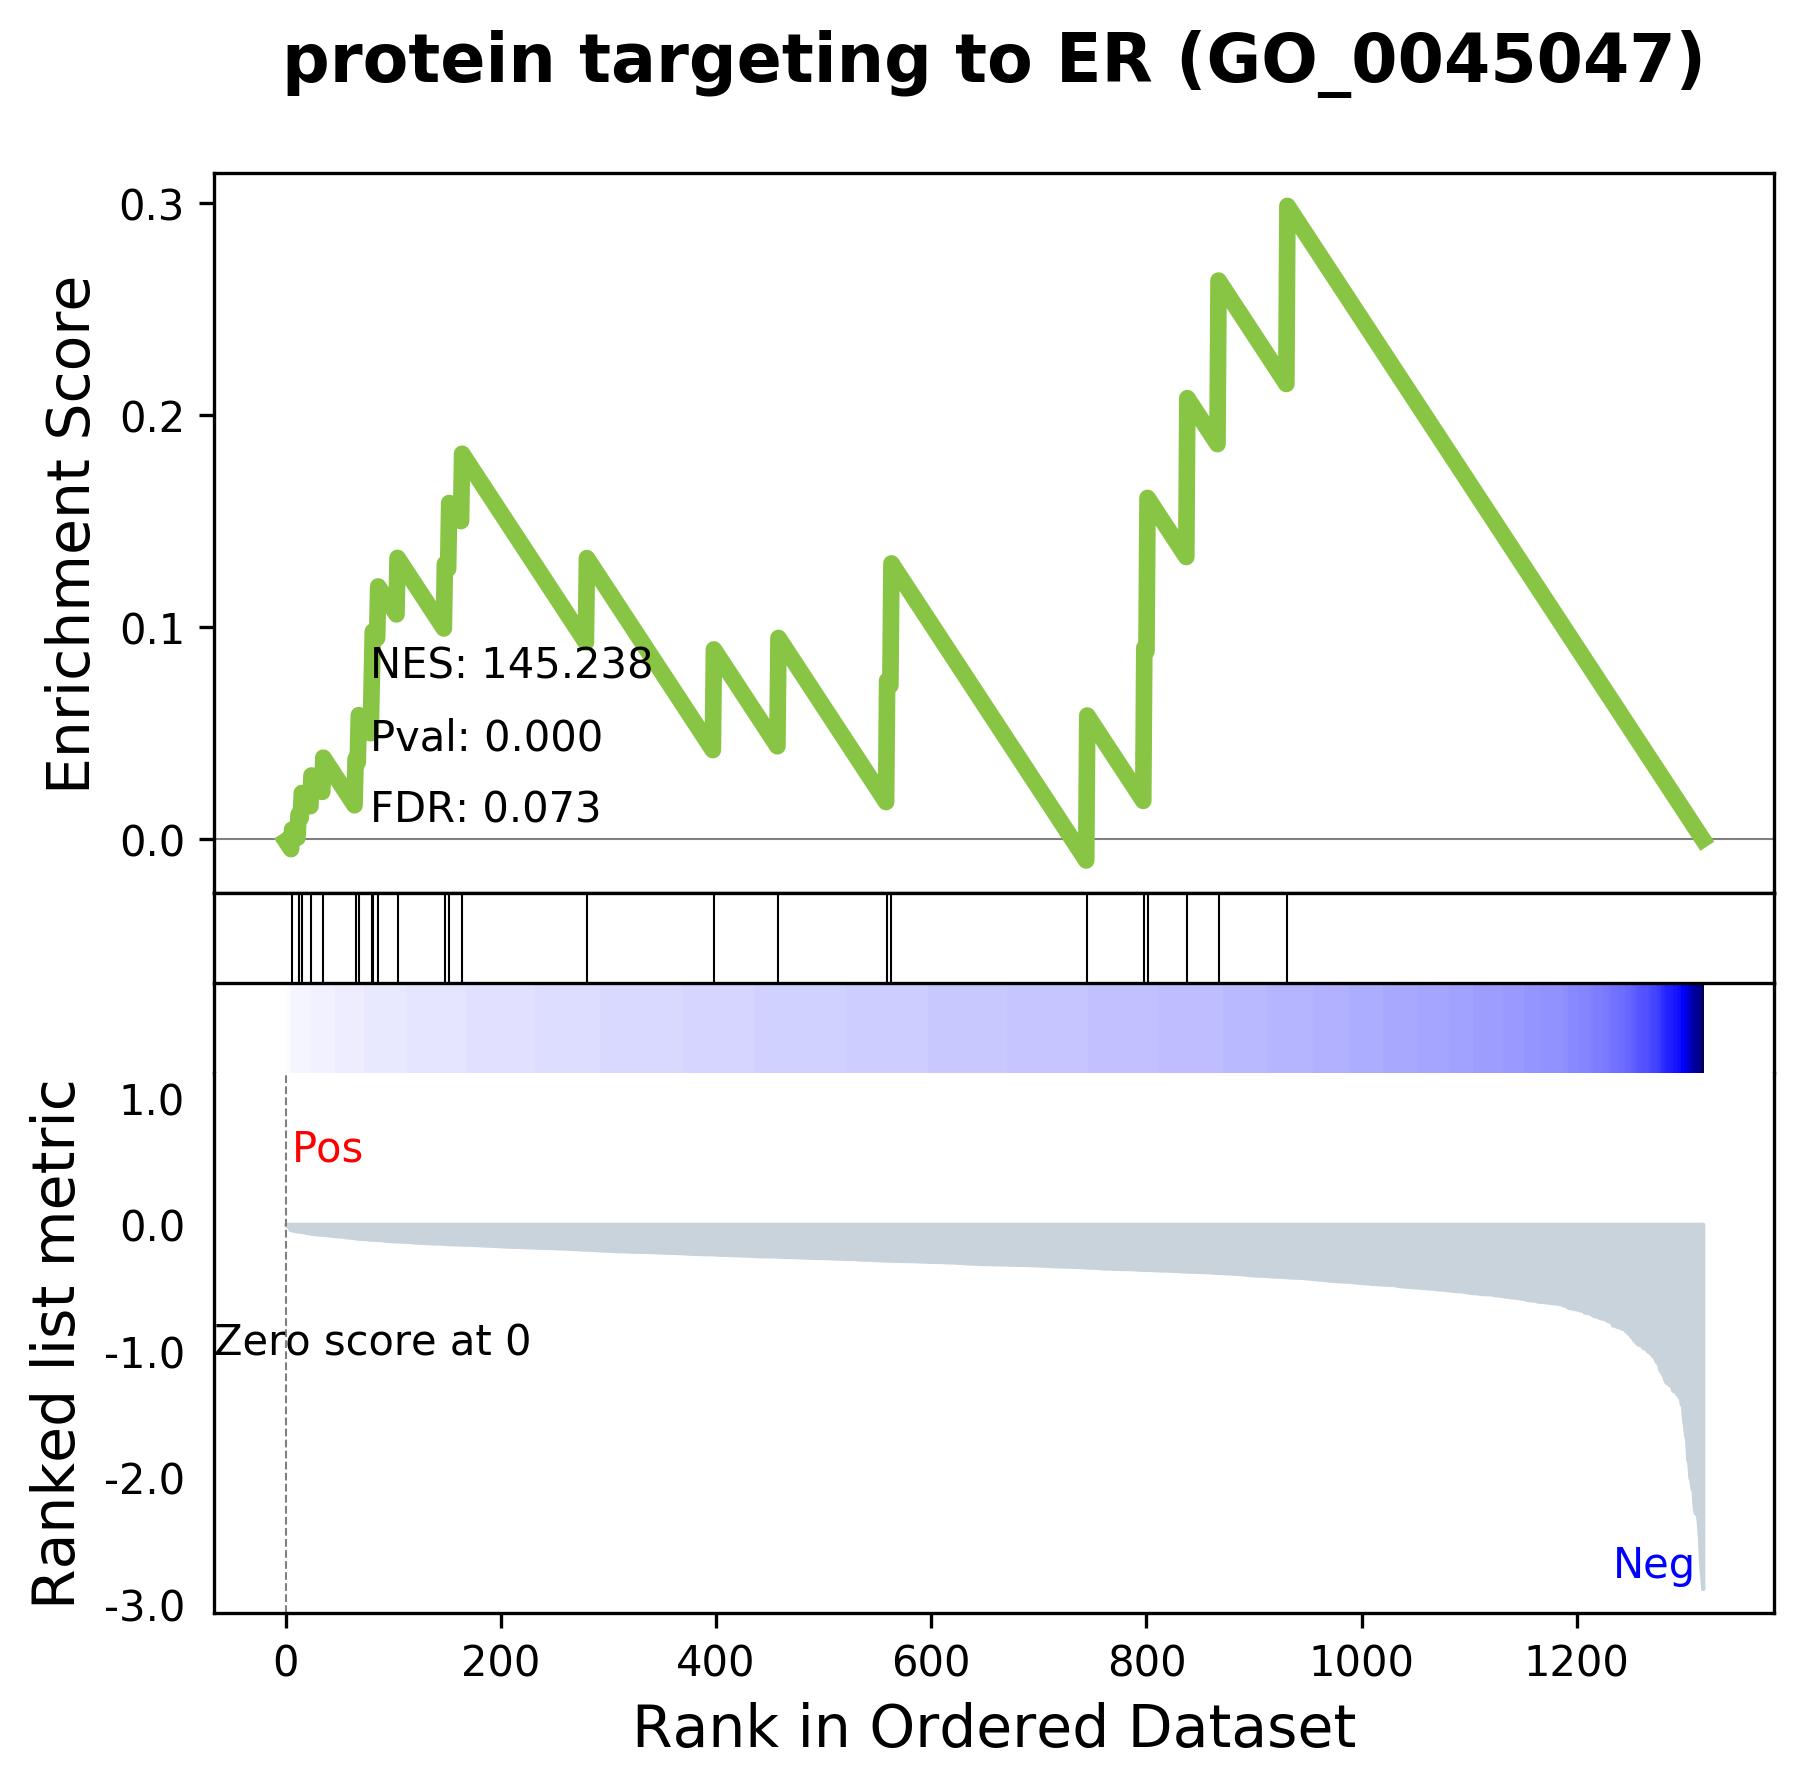 protein targeting to ER (GO_0045047)
Enrichment Score
0.3
0.2
0.1
0.0
NES: 145.238
Pval: 0.000
FDR: 0.073
Ranked list metric
1.0
0.0
-1.0
-2.0
-3.0
Pos
Zero score at 0
Neg
0 200 400 600 800 1000 1200
Rank in Ordered Dataset